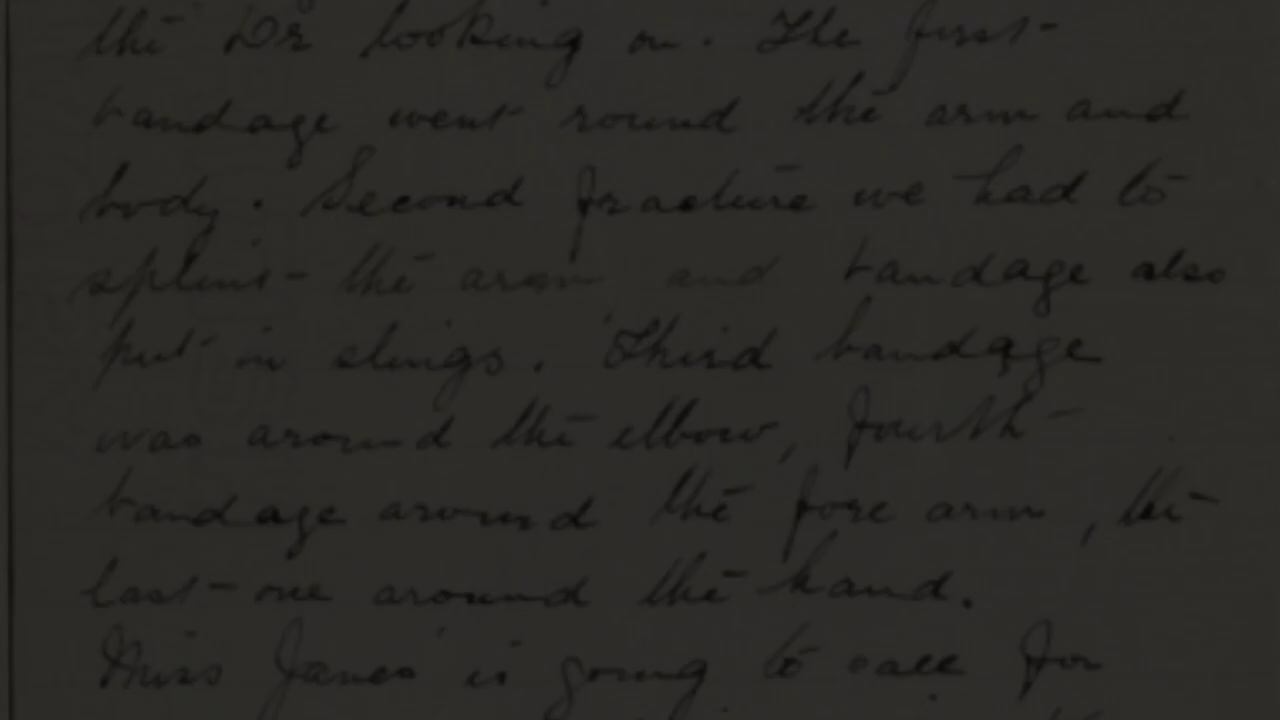 the Dr looking on. The first
bandage went round the arm and
body. Second fracture we had to
splint the arm and bandage also
put in slings. Third bandage
was around the elbow, fourth
bandage around the fore arm, the
last one around the hand.
Miss Janes is going to call for